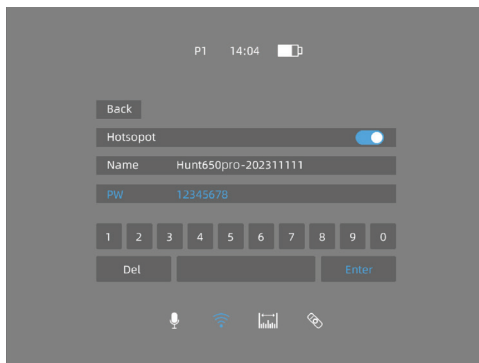 P1 14:04
Back
Hotsopot
Name Hunt650pro-202311111
PW 12345678
1 2 3 4 5 6 7 8 9 0
Del Enter